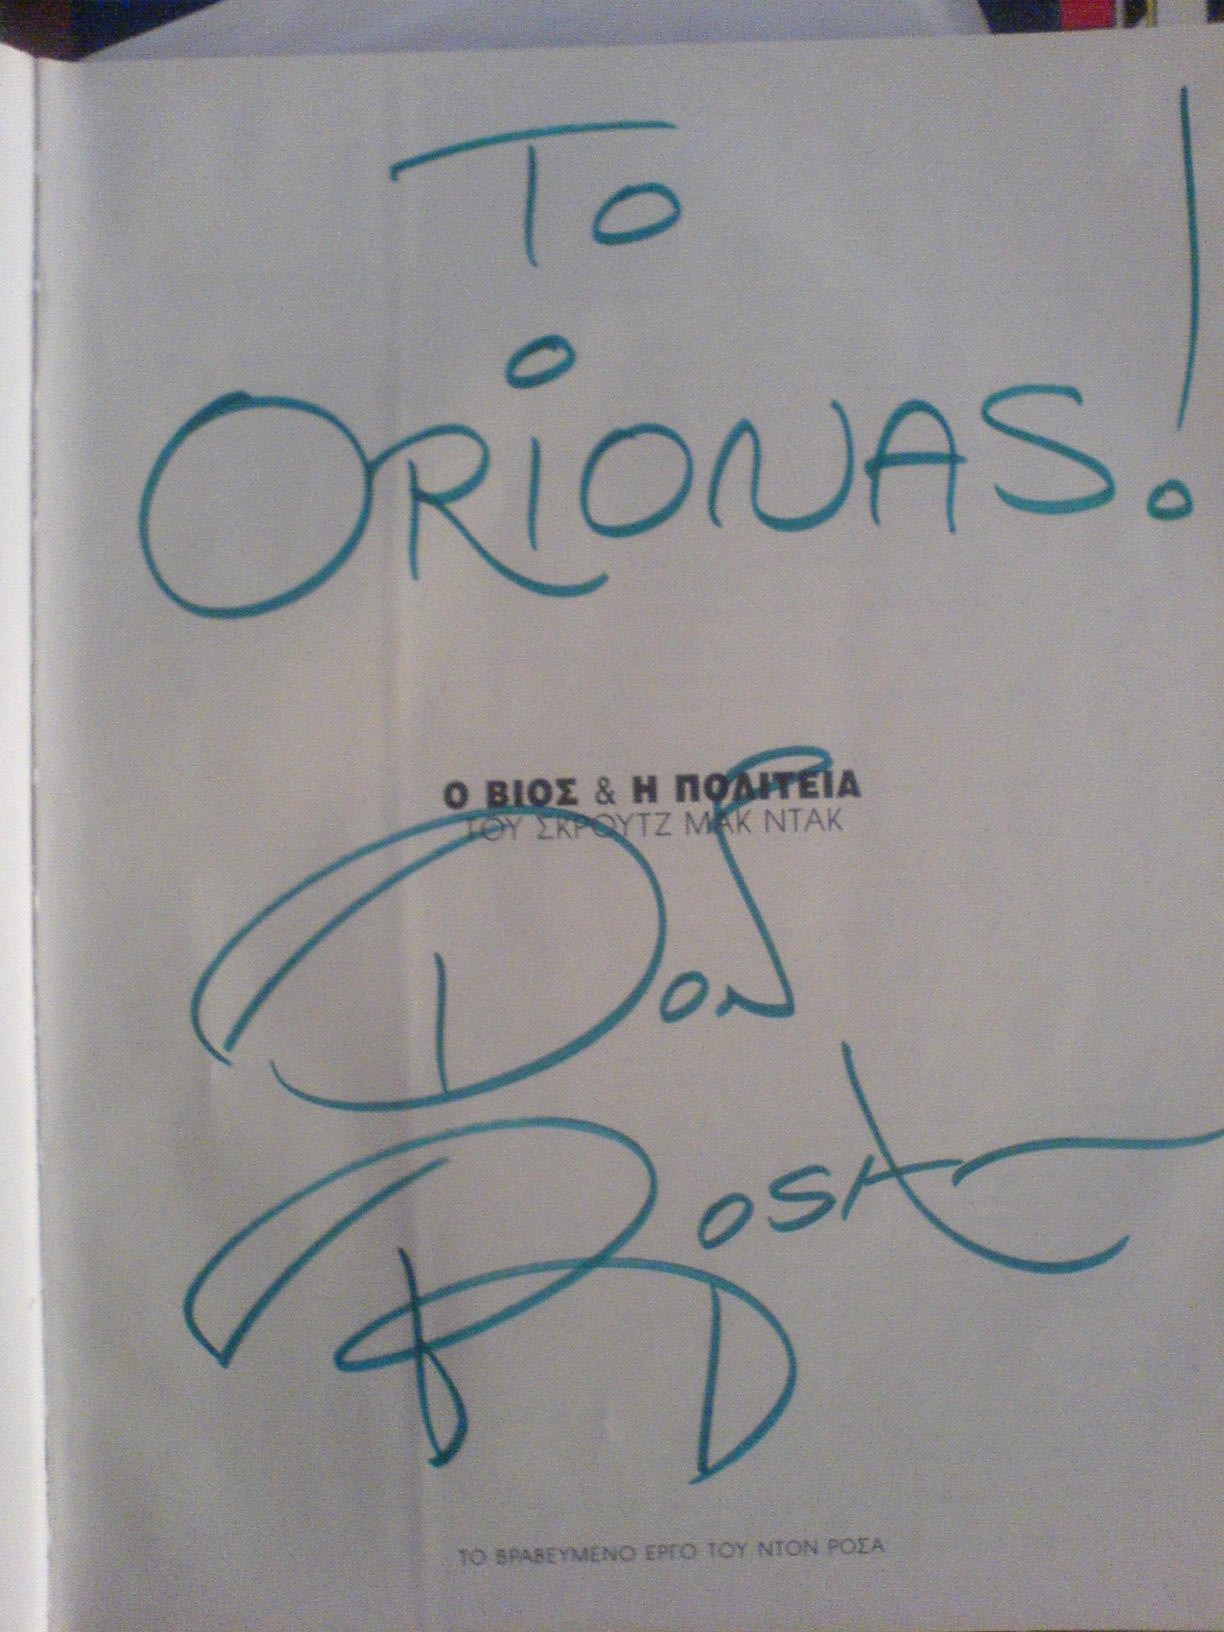 To
ORiONAS!
Ο ΒΙΟΣ & Η ΠΟΛΙΤΕΙΑ
ΤΟΥ ΣΚΡΟΥΤΖ ΜΑΚ ΝΤΑΚ
DON
ROSA
ΤΟ ΒΡΑΒΕΥΜΕΝΟ ΕΡΓΟ ΤΟΥ ΝΤΟΝ ΡΟΣΑ